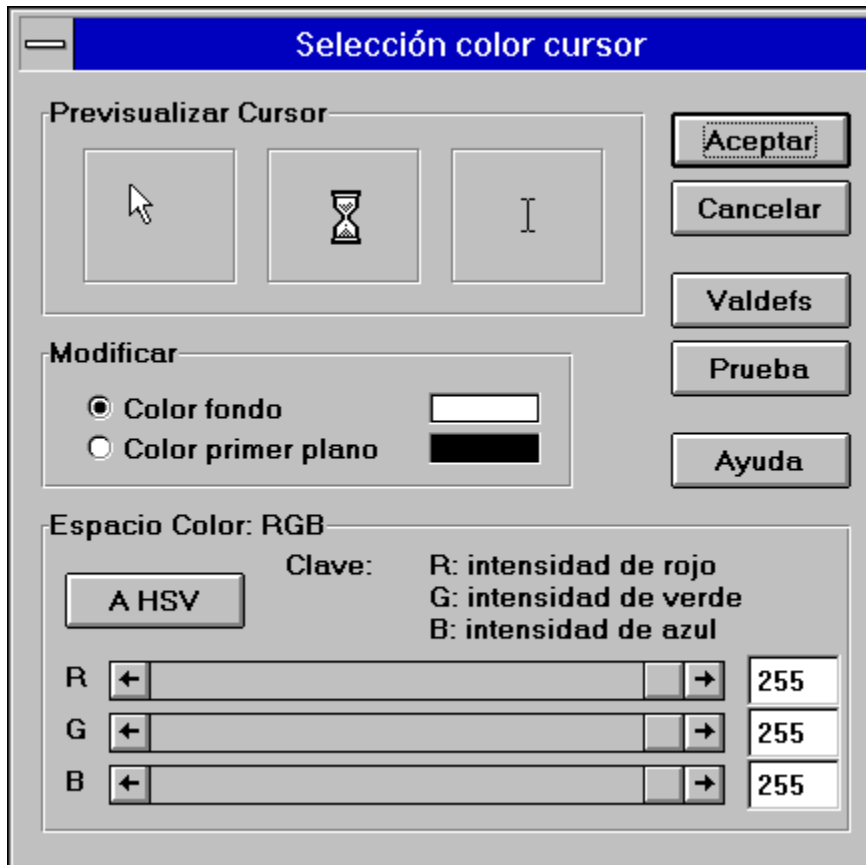 Selección color cursor
Previsualizar Cursor
Aceptar
Cancelar
Valdefs
Prueba
Ayuda
Modificar
Color fondo
Color primer plano
Espacio Color: RGB
A HSV
Clave: R: intensidad de rojo
G: intensidad de verde
B: intensidad de azul
R 255
G 255
B 255